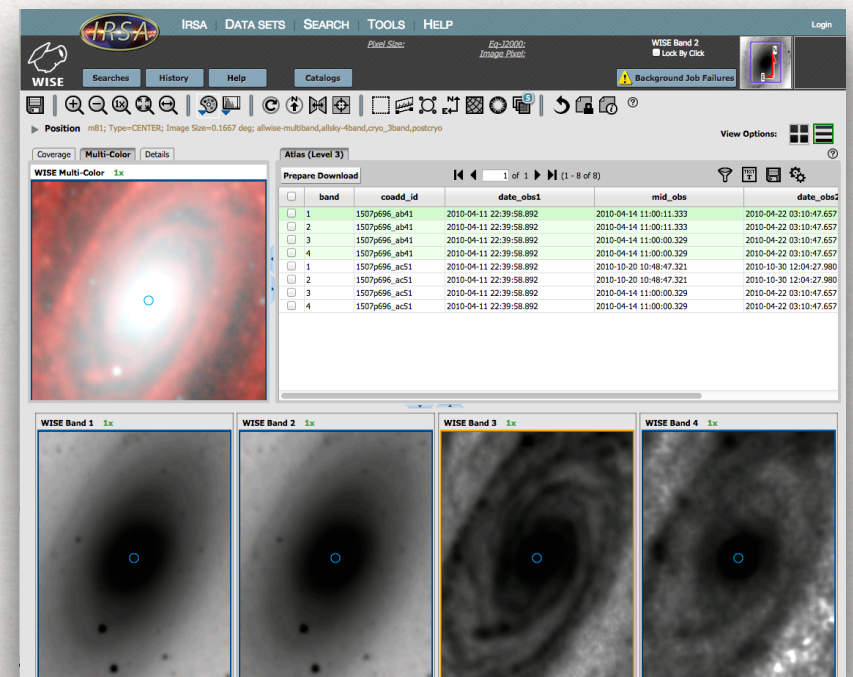 IRSA
IRSA DATA SETS SEARCH TOOLS HELP Login
WISE
Pixel Size: Eq-J2000:
Image Pixel:
WISE Band 2
Lock By Click
Searches History Help Catalogs Background Job Failures
Position m81; Type=CENTER; Image Size=0.1667 deg; allwise-multiband,allsky-4band,cryo_3band,postcryo
View Options:
Coverage Multi-Color Details Atlas (Level 3)
WISE Multi-Color 1x
Prepare Download 1 of 1 (1 - 8 of 8) TEXT
band coadd_id date_obs1 mid_obs date_obs2
1 1507p696_ab41 2010-04-11 22:39:58.892 2010-04-14 11:00:11.333 2010-04-22 03:10:47.657
2 1507p696_ab41 2010-04-11 22:39:58.892 2010-04-14 11:00:11.333 2010-04-22 03:10:47.657
3 1507p696_ab41 2010-04-11 22:39:58.892 2010-04-14 11:00:00.329 2010-04-22 03:10:47.657
4 1507p696_ab41 2010-04-11 22:39:58.892 2010-04-14 11:00:00.329 2010-04-22 03:10:47.657
1 1507p696_ac51 2010-04-11 22:39:58.892 2010-10-20 10:48:47.321 2010-10-30 12:04:27.980
2 1507p696_ac51 2010-04-11 22:39:58.892 2010-10-20 10:48:47.321 2010-10-30 12:04:27.980
3 1507p696_ac51 2010-04-11 22:39:58.892 2010-04-14 11:00:00.329 2010-04-22 03:10:47.657
4 1507p696_ac51 2010-04-11 22:39:58.892 2010-04-14 11:00:00.329 2010-04-22 03:10:47.657
WISE Band 1 1x WISE Band 2 1x WISE Band 3 1x WISE Band 4 1x